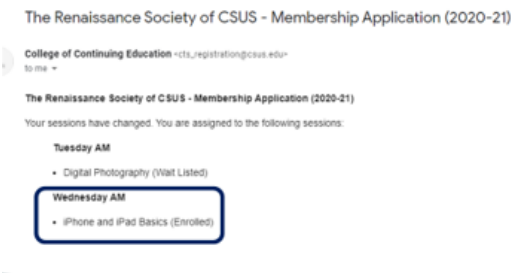 The Renaissance Society of CSUS - Membership Application (2020-21)
College of Continuing Education <cts_registration@csus.edu>
to me
The Renaissance Society of CSUS - Membership Application (2020-21)
Your sessions have changed. You are assigned to the following sessions:
Tuesday AM
• Digital Photography (Wait Listed)
Wednesday AM
• iPhone and iPad Basics (Enrolled)